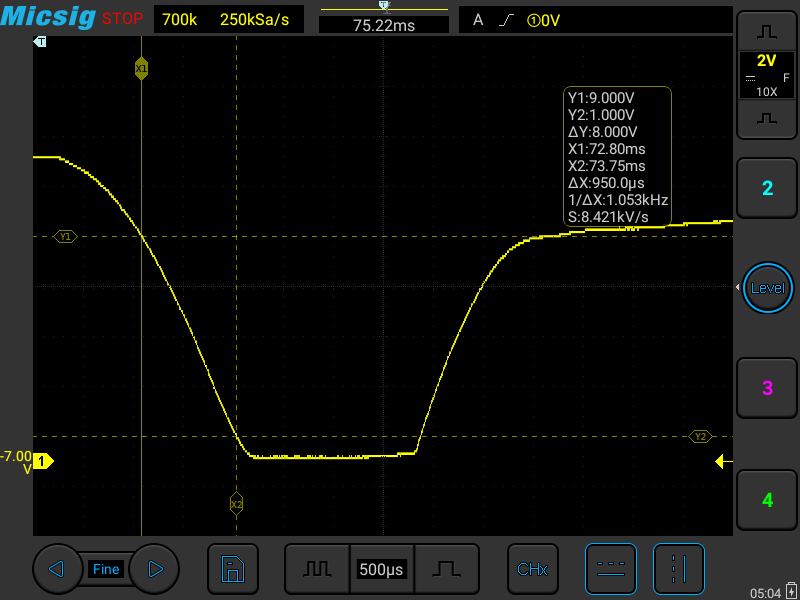 Micsig STOP 700k 250kSa/s 75.22ms A ①0V
T
T
X1
2V
F
10X
Y1:9.000V
Y2:1.000V
ΔY:8.000V
X1:72.80ms
X2:73.75ms
ΔX:950.0μs
1/ΔX:1.053kHz
S:8.421kV/s
2
Y1
Level
3
Y2
-7.00
V
1
X2
4
Fine 500μs CHx
05:04